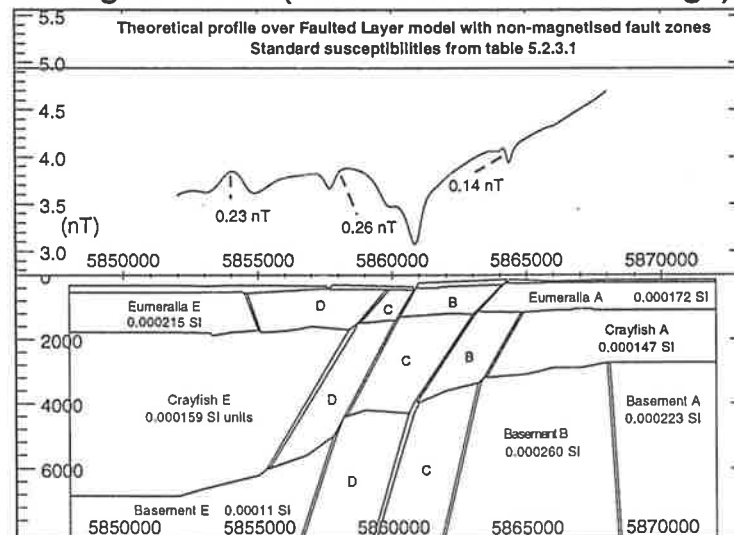 Theoretical profile over Faulted Layer model with non-magnetised fault zones
Standard susceptibilities from table 5.2.3.1
5.5
5.0
4.5
4.0
3.5
(nT)
3.0
0.23 nT
0.26 nT
0.14 nT
5850000 5855000 5860000 5865000 5870000
0
2000
4000
6000
Eumeralla E
0.000215 SI
D
C
B
Eumeralla A 0.000172 SI
Crayfish A
0.000147 SI
C
B
Crayfish E
0.000159 SI units
D
Basement A
0.000223 SI
Basement B
0.000260 SI
D
C
Basement E 0.00011 SI
5850000 5855000 5860000 5865000 5870000